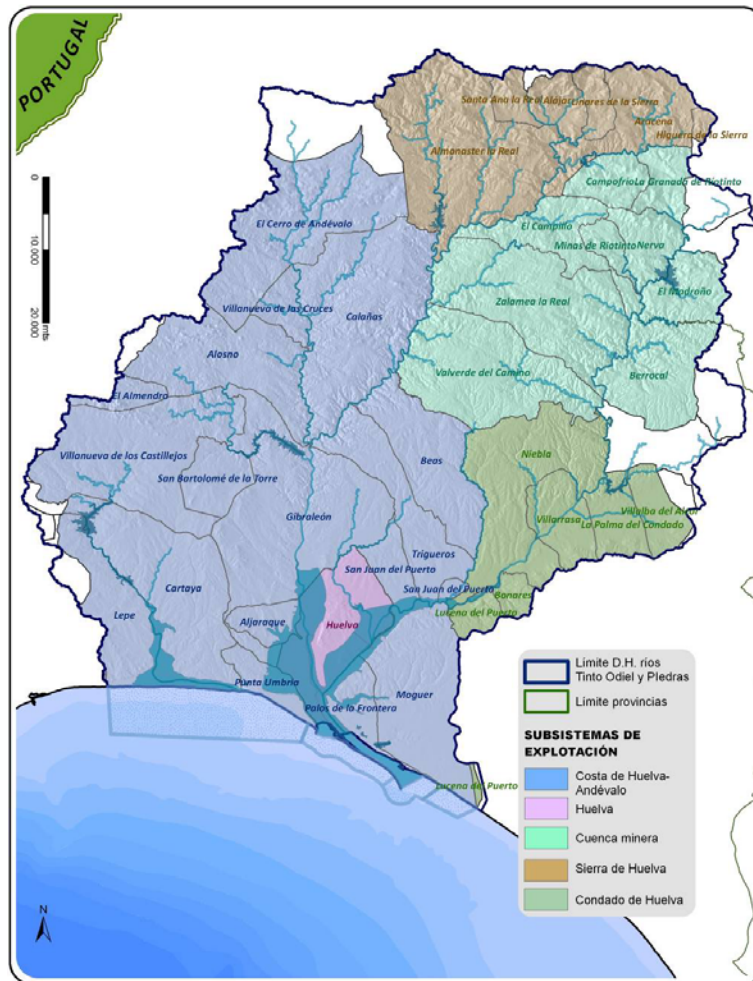 PORTUGAL
0
10.000
20.000
mts
Santa Ana la Real
Alájar
Linares de la Sierra
Aracena
Higuera de la Sierra
Almonaster la Real
Campofrío
La Granada de Riotinto
El Cerro de Andévalo
El Campillo
Minas de Riotinto
Nerva
El Madroño
Villanueva de las Cruces
Calañas
Zalamea la Real
Alosno
Valverde del Camino
Berrocal
El Almendro
Villanueva de los Castillejos
San Bartolomé de la Torre
Beas
Niebla
Gibraleón
Villarrasa
Villalba del Alcor
La Palma del Condado
Trigueros
San Juan del Puerto
San Juan del Puerto
Cartaya
Lepe
Aljaraque
Huelva
Bonares
Lucena del Puerto
Punta Umbría
Moguer
Palos de la Frontera
Lucena del Puerto
Límite D.H. ríos
Tinto Odiel y Piedras
Límite provincias
SUBSISTEMAS DE
EXPLOTACIÓN
Costa de Huelva-
Andévalo
Huelva
Cuenca minera
Sierra de Huelva
Condado de Huelva
N